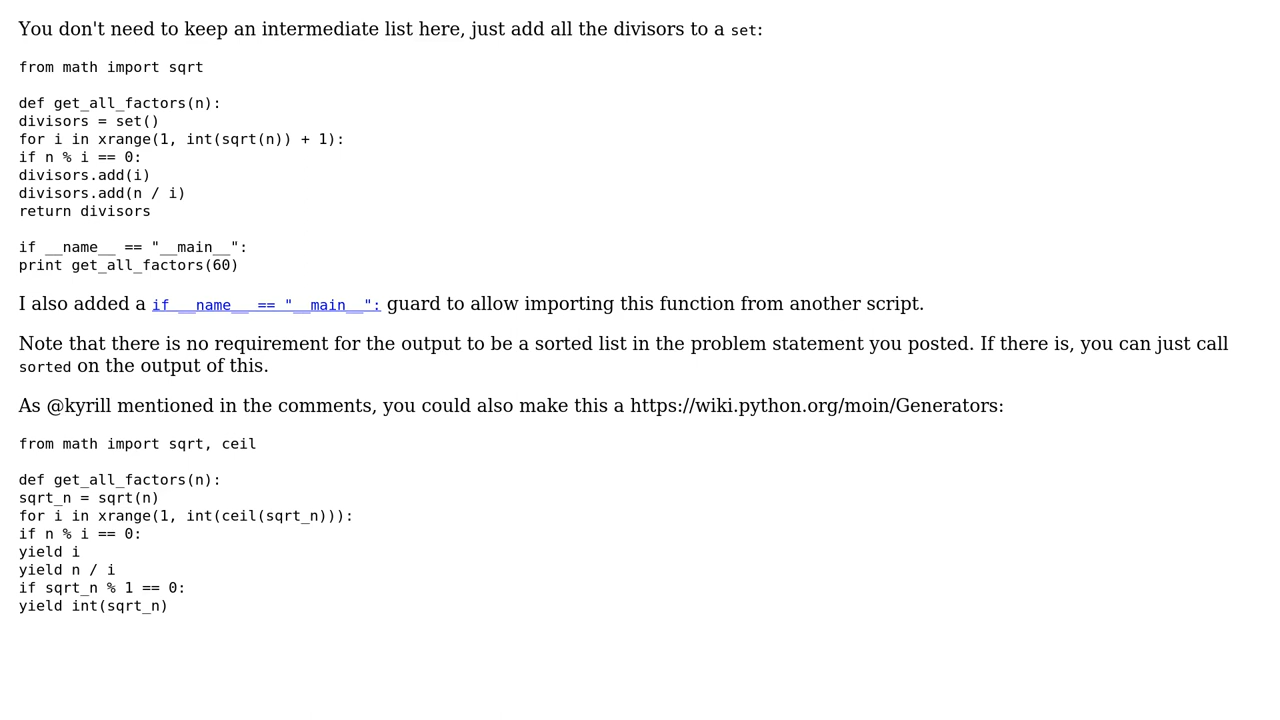 You don't need to keep an intermediate list here, just add all the divisors to a set:
from math import sqrt
def get_all_factors(n):
divisors = set()
for i in xrange(1, int(sqrt(n)) + 1):
if n % i == 0:
divisors.add(i)
divisors.add(n / i)
return divisors
if __name__ == "__main__":
print get_all_factors(60)
I also added a if __name__ == "__main__": guard to allow importing this function from another script.
Note that there is no requirement for the output to be a sorted list in the problem statement you posted. If there is, you can just call
sorted on the output of this.
As @kyrill mentioned in the comments, you could also make this a https://wiki.python.org/moin/Generators:
from math import sqrt, ceil
def get_all_factors(n):
sqrt_n = sqrt(n)
for i in xrange(1, int(ceil(sqrt_n))):
if n % i == 0:
yield i
yield n / i
if sqrt_n % 1 == 0:
yield int(sqrt_n)